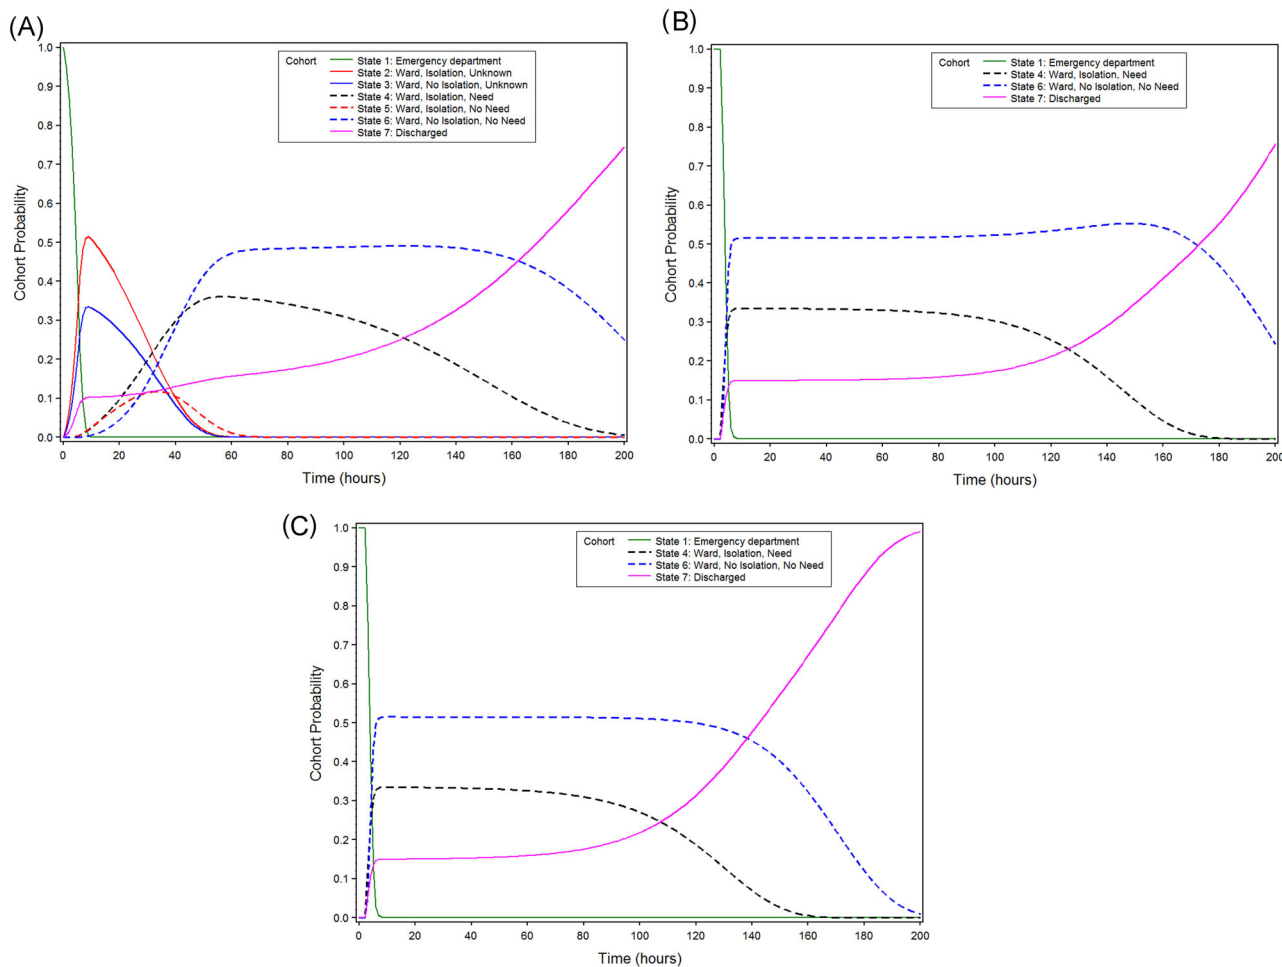 (A)
Cohort
State 1: Emergency department
State 2: Ward, Isolation, Unknown
State 3: Ward, No Isolation, Unknown
State 4: Ward, Isolation, Need
State 5: Ward, Isolation, No Need
State 6: Ward, No Isolation, No Need
State 7: Discharged
Cohort Probability
1.0
0.9
0.8
0.7
0.6
0.5
0.4
0.3
0.2
0.1
0.0
0 20 40 60 80 100 120 140 160 180 200
Time (hours)
(B)
Cohort
State 1: Emergency department
State 4: Ward, Isolation, Need
State 6: Ward, No Isolation, No Need
State 7: Discharged
Cohort Probability
1.0
0.9
0.8
0.7
0.6
0.5
0.4
0.3
0.2
0.1
0.0
0 20 40 60 80 100 120 140 160 180 200
Time (hours)
(C)
Cohort
State 1: Emergency department
State 4: Ward, Isolation, Need
State 6: Ward, No Isolation, No Need
State 7: Discharged
Cohort Probability
1.0
0.9
0.8
0.7
0.6
0.5
0.4
0.3
0.2
0.1
0.0
0 20 40 60 80 100 120 140 160 180 200
Time (hours)